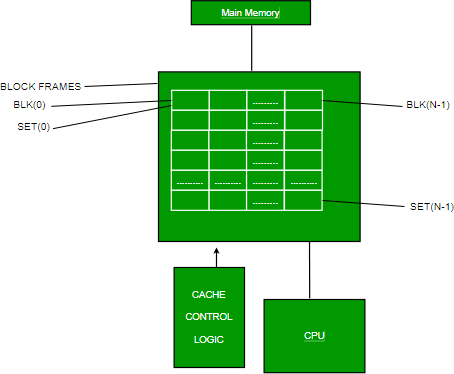 Main Memory
BLOCK FRAMES
BLK(0)
BLK(N-1)
SET(0)
SET(N-1)
CACHE
CONTROL
LOGIC
CPU